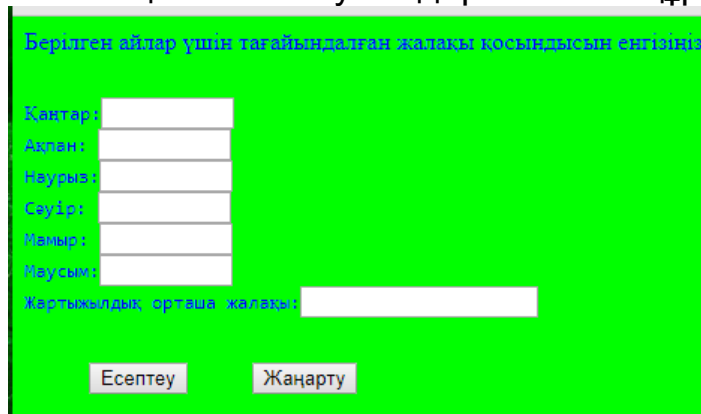 Берілген айлар үшін тағайындалған жалақы қосындысын енгізіңіз
Қаңтар:
Ақпан:
Наурыз:
Сәуір:
Мамыр:
Маусым:
Жартыжылдық орташа жалақы:
Есептеу Жаңарту